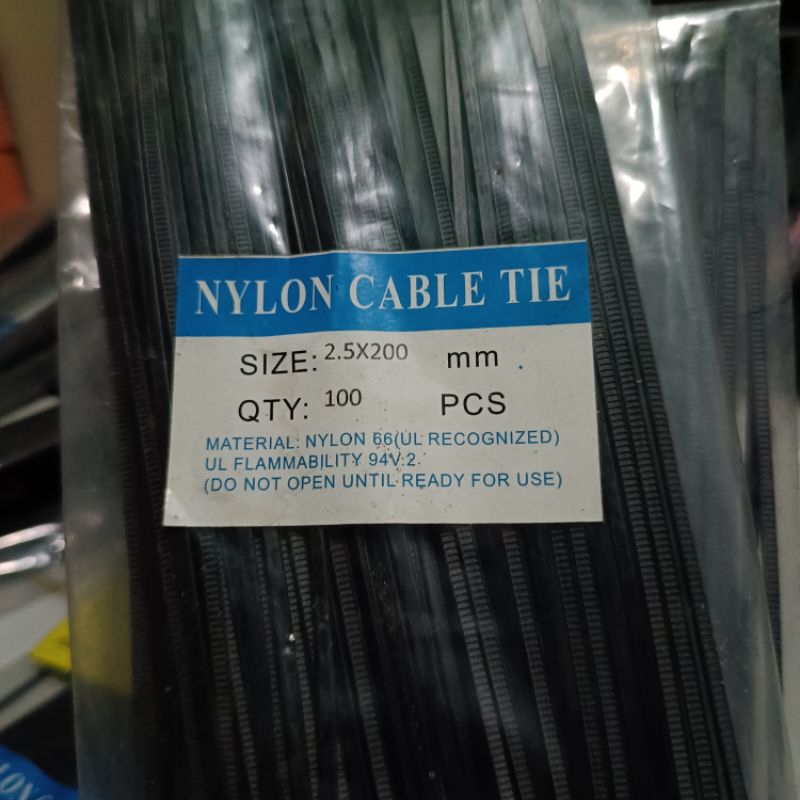 NYLON CABLE TIE
SIZE: 2.5X200 mm
QTY: 100 PCS
MATERIAL: NYLON 66(UL RECOGNIZED)
UL FLAMMABILITY 94V.2.
(DO NOT OPEN UNTIL READY FOR USE)